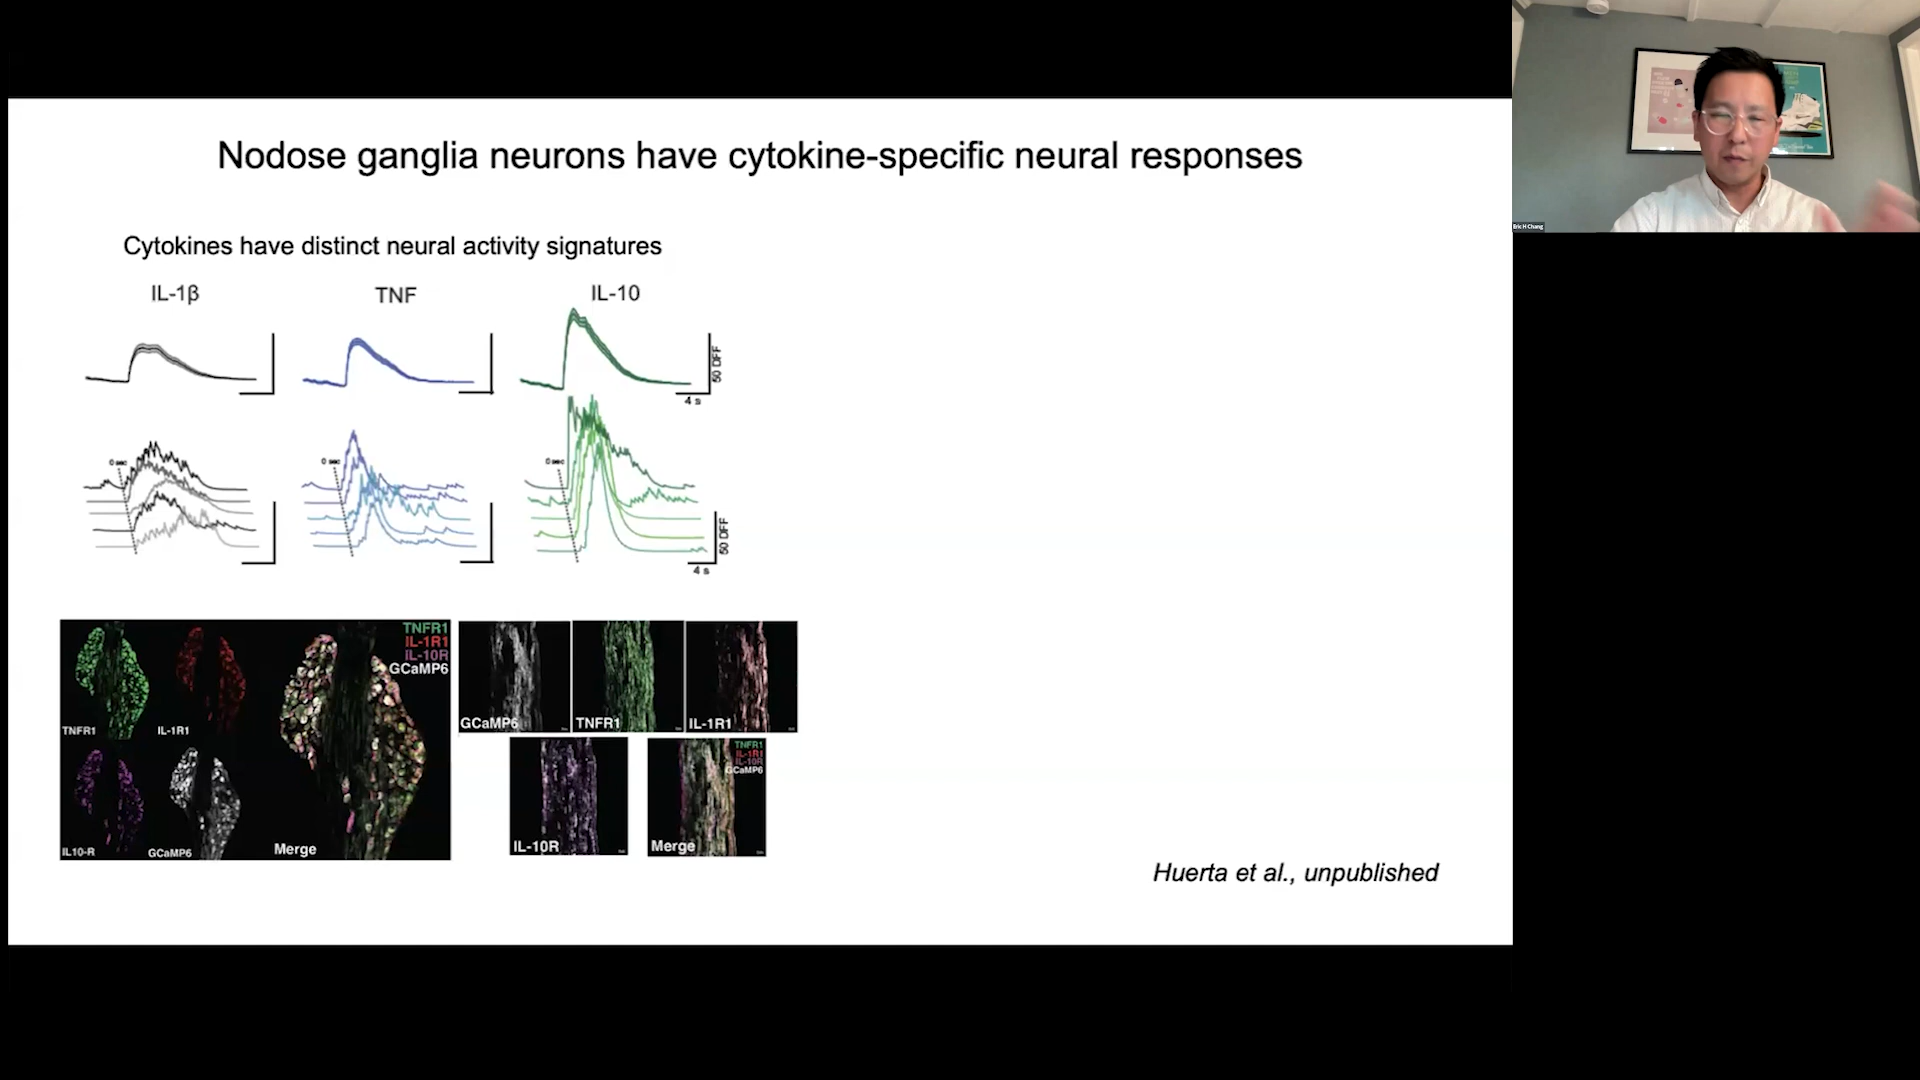 Nodose ganglia neurons have cytokine-specific neural responses
Cytokines have distinct neural activity signatures
IL-1β
TNF
IL-10
50 DFF
4 s
0 sec
0 sec
0 sec
50 DFF
4 s
TNFR1
IL-1R1
IL-10R
GCaMP6
TNFR1
IL-1R1
IL10-R
GCaMP6
Merge
GCaMP6
TNFR1
IL-1R1
IL-10R
TNFR1
IL-1R1
IL-10R
GCaMP6
Merge
Huerta et al., unpublished
Eric H Chang